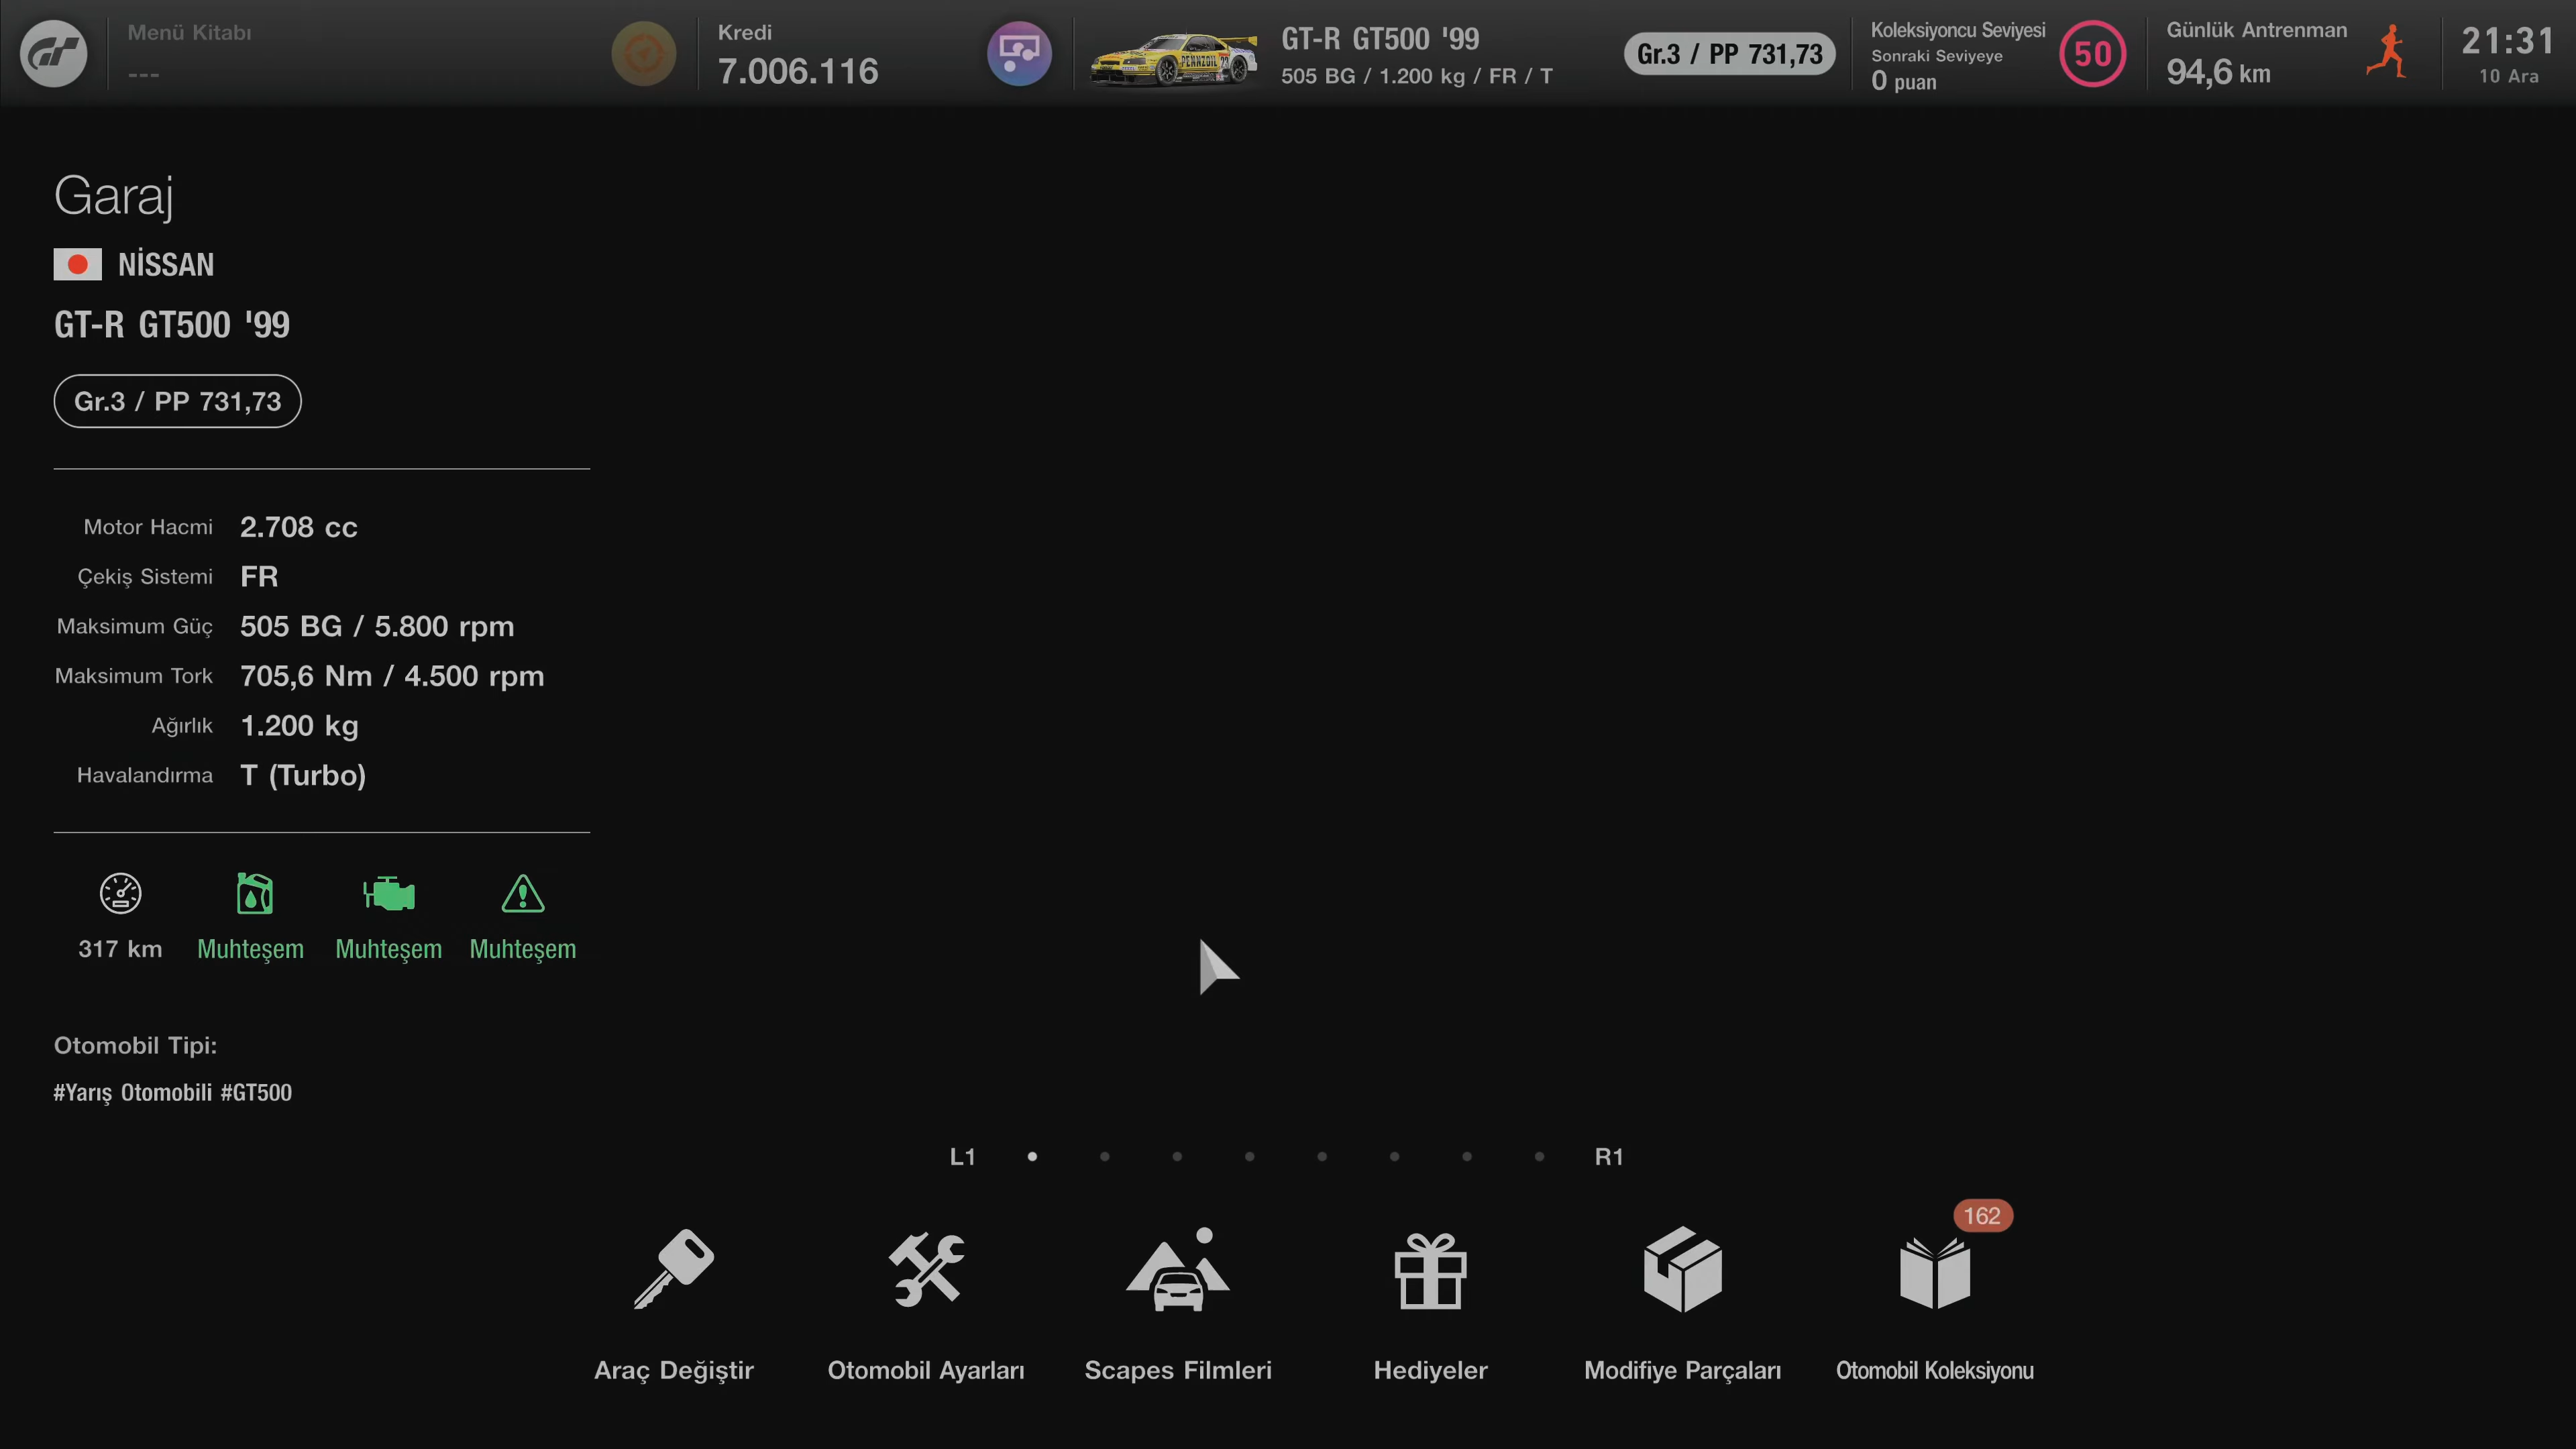 Menü Kitabı
---
Kredi
7.006.116
GT-R GT500 '99
505 BG / 1.200 kg / FR / T
Gr.3 / PP 731,73
Koleksiyoncu Seviyesi
Sonraki Seviyeye
0 puan
50
Günlük Antrenman
94,6 km
21:31
10 Ara
PENNZOIL
Garaj
NİSSAN
GT-R GT500 '99
Gr.3 / PP 731,73
Motor Hacmi 2.708 cc
Çekiş Sistemi FR
Maksimum Güç 505 BG / 5.800 rpm
Maksimum Tork 705,6 Nm / 4.500 rpm
Ağırlık 1.200 kg
Havalandırma T (Turbo)
317 km Muhteşem Muhteşem Muhteşem
Otomobil Tipi:
#Yarış Otomobili #GT500
L1 R1
162
Araç Değiştir Otomobil Ayarları Scapes Filmleri Hediyeler Modifiye Parçaları Otomobil Koleksiyonu